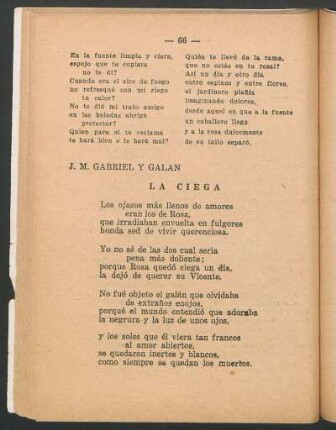 — 66 —
En la fuente limpia y clara,
espejo que te copiara
no te dí?
Cuando era el aire de fuego
no refresqué con mi riego
tu calor?
No te dió mi trato amigo
en las heladas abrigo
protector?
Quien para sí te reclama
te hará bien o te hará mal?
Quién te llevó de la rama,
que no estás en tu rosal?
Así un día y otro día
entre espinas y entre flores,
el jardinero plañía
imaginando dolores,
desde aquel en que a la fuente
un caballero llegó
y a la rosa dulcemente
de su tallo separó.
J. M. GABRIEL Y GALAN
LA CIEGA
Los ojazos más llenos de amores
eran los de Rosa,
que irradiaban envuelta en fulgores
honda sed de vivir querenciosa.
Yo no sé de las dos cual sería
pena más doliente;
porque Rosa quedó ciega un día,
la dejó de querer su Vicente.
No fué objeto el galán que olvidaba
de extraños enojos,
porqué el mundo entendió que adoraba
la negrura y la luz de unos ojos,
y los soles que él viera tan francos
al amor abiertos,
se quedaron inertes y blancos,
como siempre se quedan los muertos.